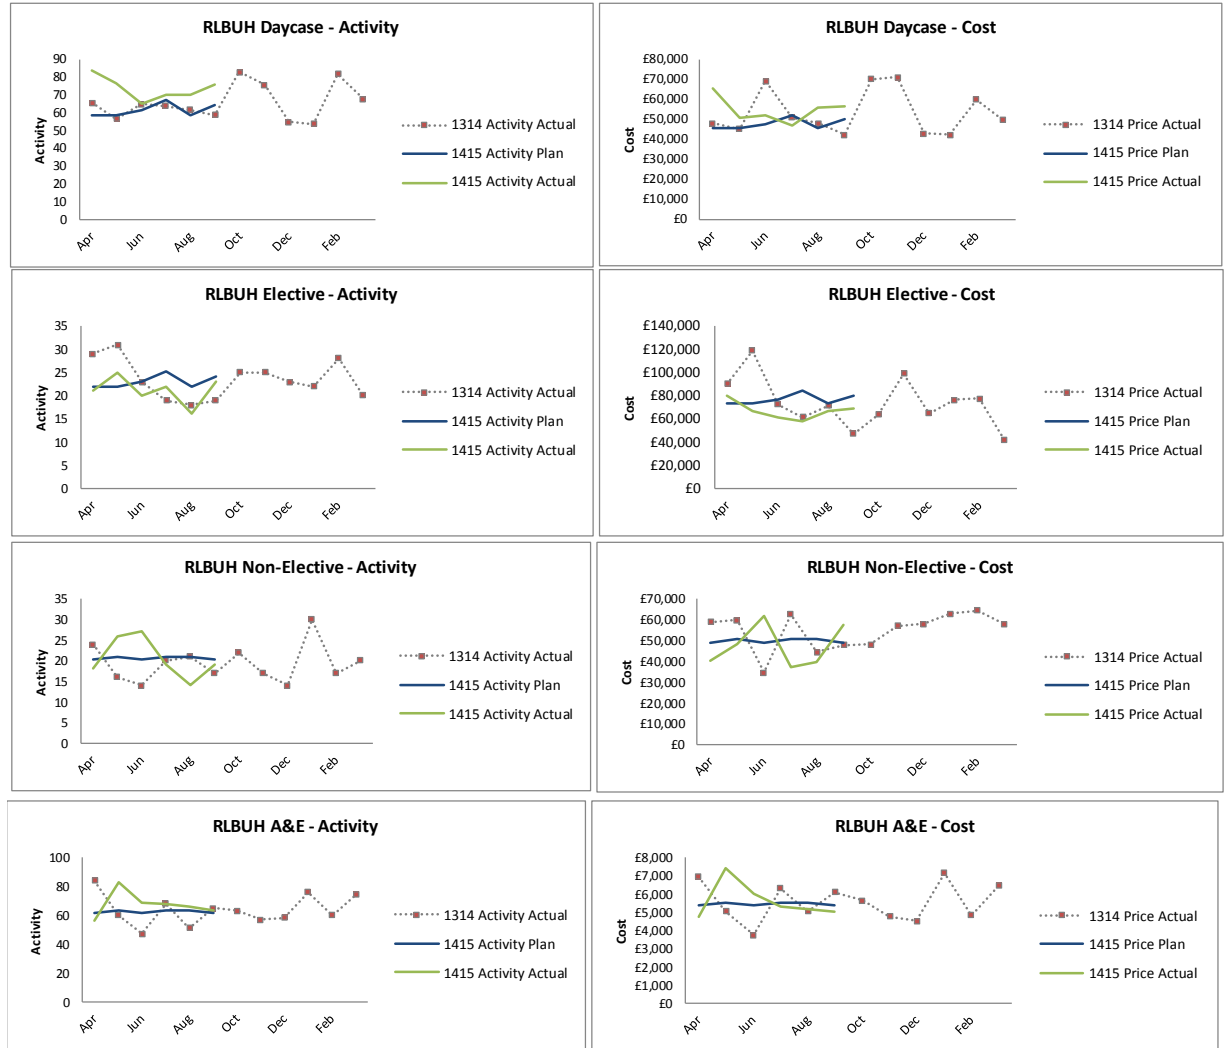 RLBUH Daycase - Activity
90
80
70
60
50
40
30
20
10
0
Activity
Apr
Jun
Aug
Oct
Dec
Feb
1314 Activity Actual
1415 Activity Plan
1415 Activity Actual
RLBUH Daycase - Cost
£80,000
£70,000
£60,000
£50,000
£40,000
£30,000
£20,000
£10,000
£0
Cost
Apr
Jun
Aug
Oct
Dec
Feb
1314 Price Actual
1415 Price Plan
1415 Price Actual
RLBUH Elective - Activity
35
30
25
20
15
10
5
0
Activity
Apr
Jun
Aug
Oct
Dec
Feb
1314 Activity Actual
1415 Activity Plan
1415 Activity Actual
RLBUH Elective - Cost
£140,000
£120,000
£100,000
£80,000
£60,000
£40,000
£20,000
£0
Cost
Apr
Jun
Aug
Oct
Dec
Feb
1314 Price Actual
1415 Price Plan
1415 Price Actual
RLBUH Non-Elective - Activity
35
30
25
20
15
10
5
0
Activity
Apr
Jun
Aug
Oct
Dec
Feb
1314 Activity Actual
1415 Activity Plan
1415 Activity Actual
RLBUH Non-Elective - Cost
£70,000
£60,000
£50,000
£40,000
£30,000
£20,000
£10,000
£0
Cost
Apr
Jun
Aug
Oct
Dec
Feb
1314 Price Actual
1415 Price Plan
1415 Price Actual
RLBUH A&E - Activity
100
80
60
40
20
0
Activity
Apr
Jun
Aug
Oct
Dec
Feb
1314 Activity Actual
1415 Activity Plan
1415 Activity Actual
RLBUH A&E - Cost
£8,000
£7,000
£6,000
£5,000
£4,000
£3,000
£2,000
£1,000
£0
Cost
Apr
Jun
Aug
Oct
Dec
Feb
1314 Price Actual
1415 Price Plan
1415 Price Actual